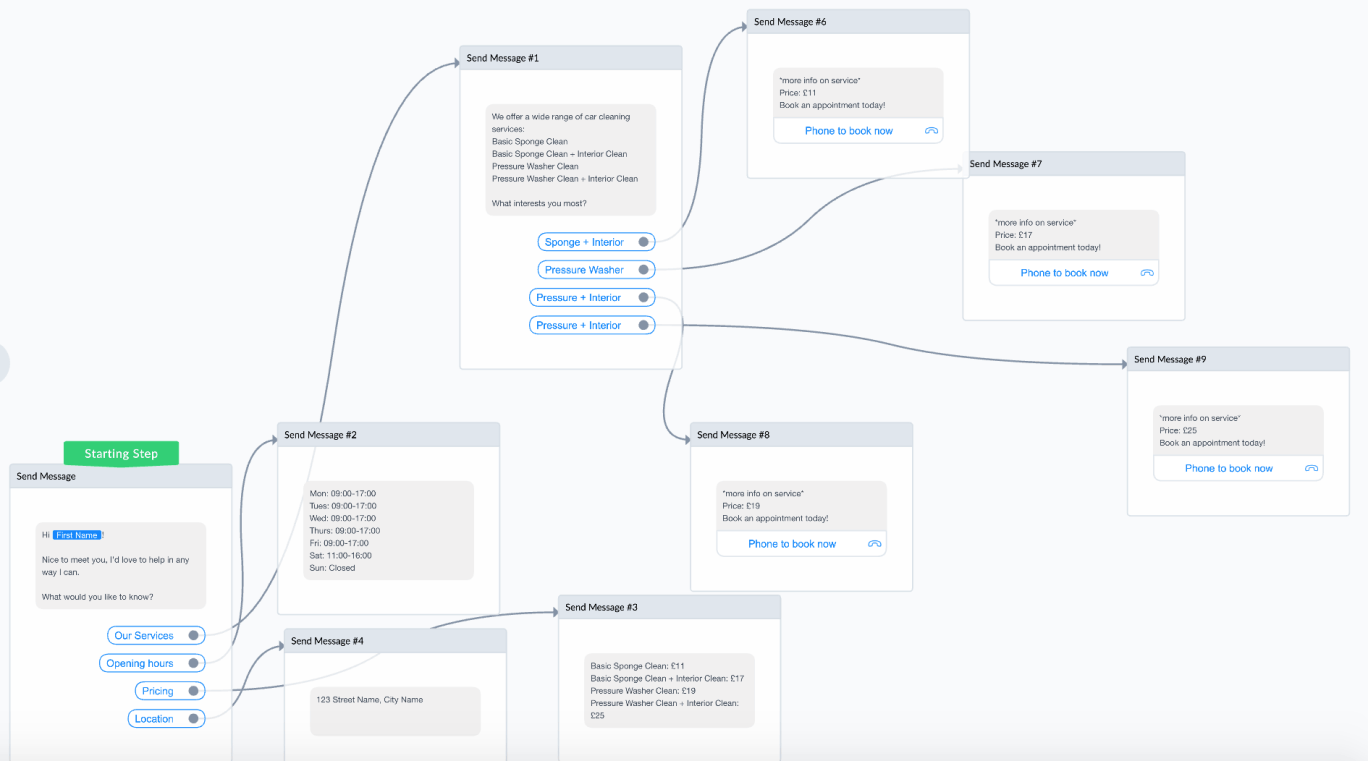 Send Message #6
*more info on service*
Price: £11
Book an appointment today!
Phone to book now
Send Message #1
We offer a wide range of car cleaning
services:
Basic Sponge Clean
Basic Sponge Clean + Interior Clean
Pressure Washer Clean
Pressure Washer Clean + Interior Clean
What interests you most?
Sponge + Interior
Pressure Washer
Pressure + Interior
Pressure + Interior
Send Message #7
*more info on service*
Price: £17
Book an appointment today!
Phone to book now
Send Message #9
*more info on service*
Price: £25
Book an appointment today!
Phone to book now
Starting Step
Send Message
Hi First Name !
Nice to meet you, I'd love to help in any
way I can.
What would you like to know?
Our Services
Opening hours
Pricing
Location
Send Message #2
Mon: 09:00-17:00
Tues: 09:00-17:00
Wed: 09:00-17:00
Thurs: 09:00-17:00
Fri: 09:00-17:00
Sat: 11:00-16:00
Sun: Closed
Send Message #8
*more info on service*
Price: £19
Book an appointment today!
Phone to book now
Send Message #4
123 Street Name, City Name
Send Message #3
Basic Sponge Clean: £11
Basic Sponge Clean + Interior Clean: £17
Pressure Washer Clean: £19
Pressure Washer Clean + Interior Clean:
£25